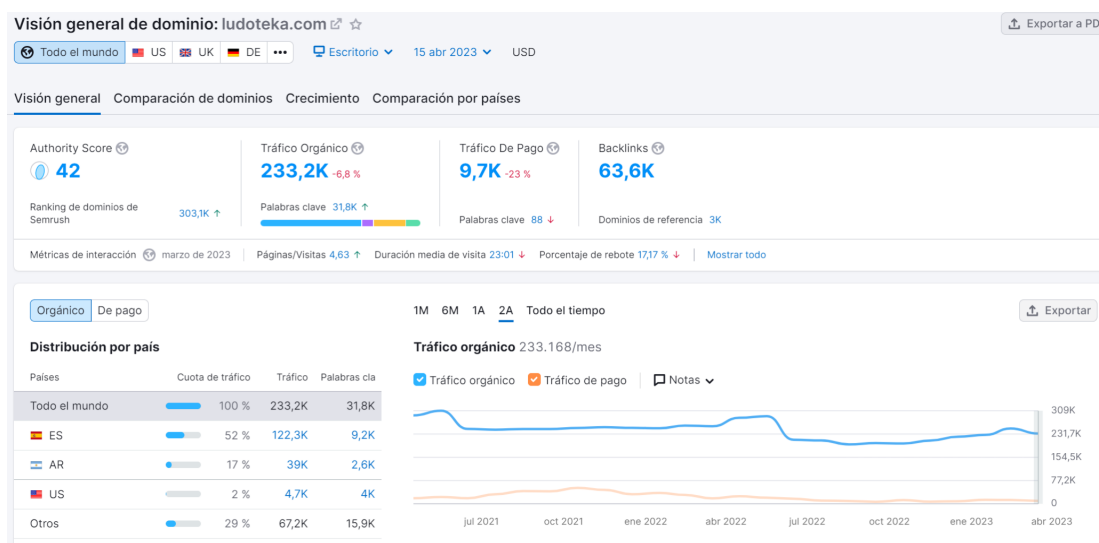 Visión general de dominio: ludoteka.com
Exportar a PD
Todo el mundo US UK DE ••• Escritorio 15 abr 2023 USD
Visión general Comparación de dominios Crecimiento Comparación por países
Authority Score Tráfico Orgánico Tráfico De Pago Backlinks
42 233,2K -6,8 % 9,7K -23 % 63,6K
Ranking de dominios de
Semrush 303,1K ↑ Palabras clave 31,8K ↑ Palabras clave 88 ↓ Dominios de referencia 3K
Métricas de interacción marzo de 2023 Páginas/Visitas 4,63 ↑ Duración media de visita 23:01 ↓ Porcentaje de rebote 17,17 % ↓ Mostrar todo
Orgánico De pago
1M 6M 1A 2A Todo el tiempo
Exportar
Distribución por país
Tráfico orgánico 233.168/mes
Países Cuota de tráfico Tráfico Palabras cla
Tráfico orgánico Tráfico de pago Notas
Todo el mundo 100 % 233,2K 31,8K
ES 52 % 122,3K 9,2K
AR 17 % 39K 2,6K
US 2 % 4,7K 4K
Otros 29 % 67,2K 15,9K
309K
231,7K
154,5K
77,2K
0
jul 2021 oct 2021 ene 2022 abr 2022 jul 2022 oct 2022 ene 2023 abr 2023